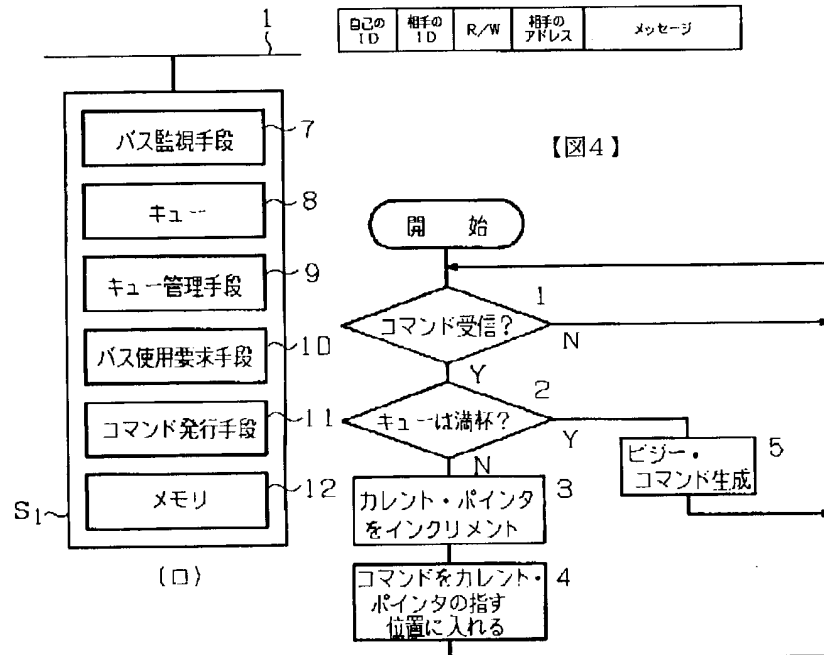 1
自己の
ID
相手の
ID
R/W
相手の
アドレス
メッセージ
バス監視手段
7
キュー
8
キュー管理手段
9
バス使用要求手段
10
コマンド発行手段
11
メモリ
12
S1
(ロ)
【図4】
開 始
コマンド受信?
1
N
Y
キューは満杯?
2
Y
N
ビジー・
コマンド生成
5
カレント・ポインタ
をインクリメント
3
コマンドをカレント・
ポインタの指す
位置に入れる
4